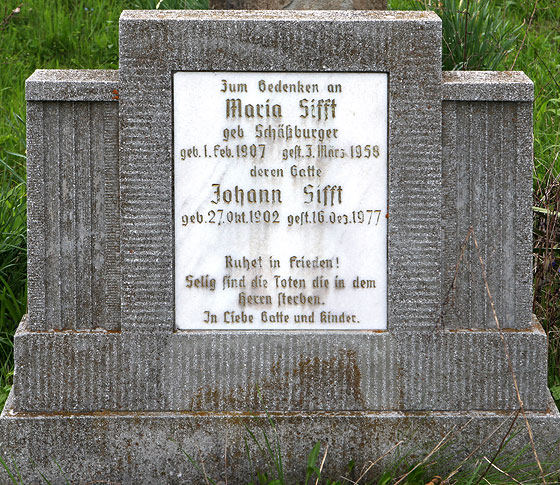 Zum Gedenken an
Maria Sifft
geb Schäßburger
geb. 1. Feb. 1907 gest. 3. März 1958
deren Gatte
Johann Sifft
geb. 27. Okt. 1902 gest. 16. Dez. 1977
Ruhet in Frieden!
Selig sind die Toten die in dem
Herrn sterben.
In Liebe Gatte und Kinder.